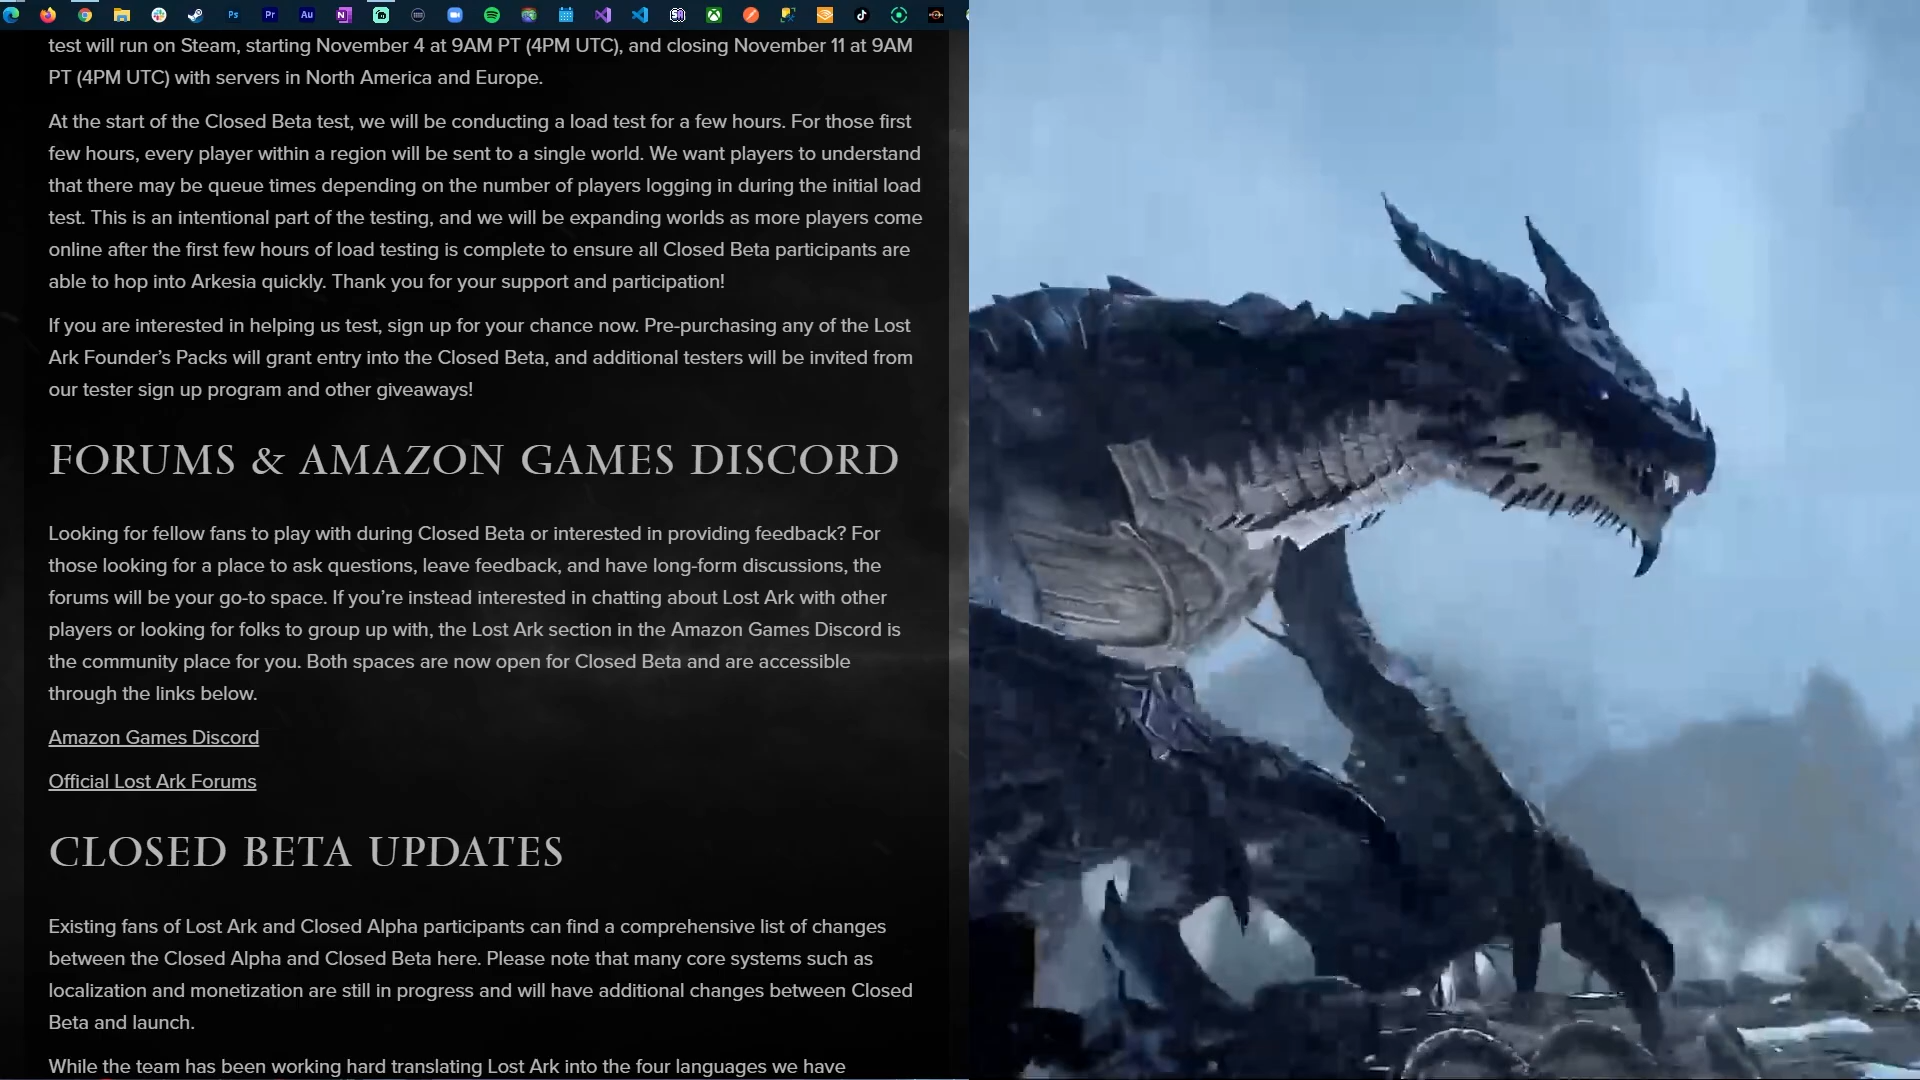 test will run on Steam, starting November 4 at 9AM PT (4PM UTC), and closing November 11 at 9AM
PT (4PM UTC) with servers in North America and Europe.
At the start of the Closed Beta test, we will be conducting a load test for a few hours. For those first
few hours, every player within a region will be sent to a single world. We want players to understand
that there may be queue times depending on the number of players logging in during the initial load
test. This is an intentional part of the testing, and we will be expanding worlds as more players come
online after the first few hours of load testing is complete to ensure all Closed Beta participants are
able to hop into Arkesia quickly. Thank you for your support and participation!
If you are interested in helping us test, sign up for your chance now. Pre-purchasing any of the Lost
Ark Founder’s Packs will grant entry into the Closed Beta, and additional testers will be invited from
our tester sign up program and other giveaways!
FORUMS & AMAZON GAMES DISCORD
Looking for fellow fans to play with during Closed Beta or interested in providing feedback? For
those looking for a place to ask questions, leave feedback, and have long-form discussions, the
forums will be your go-to space. If you’re instead interested in chatting about Lost Ark with other
players or looking for folks to group up with, the Lost Ark section in the Amazon Games Discord is
the community place for you. Both spaces are now open for Closed Beta and are accessible
through the links below.
Amazon Games Discord
Official Lost Ark Forums
CLOSED BETA UPDATES
Existing fans of Lost Ark and Closed Alpha participants can find a comprehensive list of changes
between the Closed Alpha and Closed Beta here. Please note that many core systems such as
localization and monetization are still in progress and will have additional changes between Closed
Beta and launch.
While the team has been working hard translating Lost Ark into the four languages we have